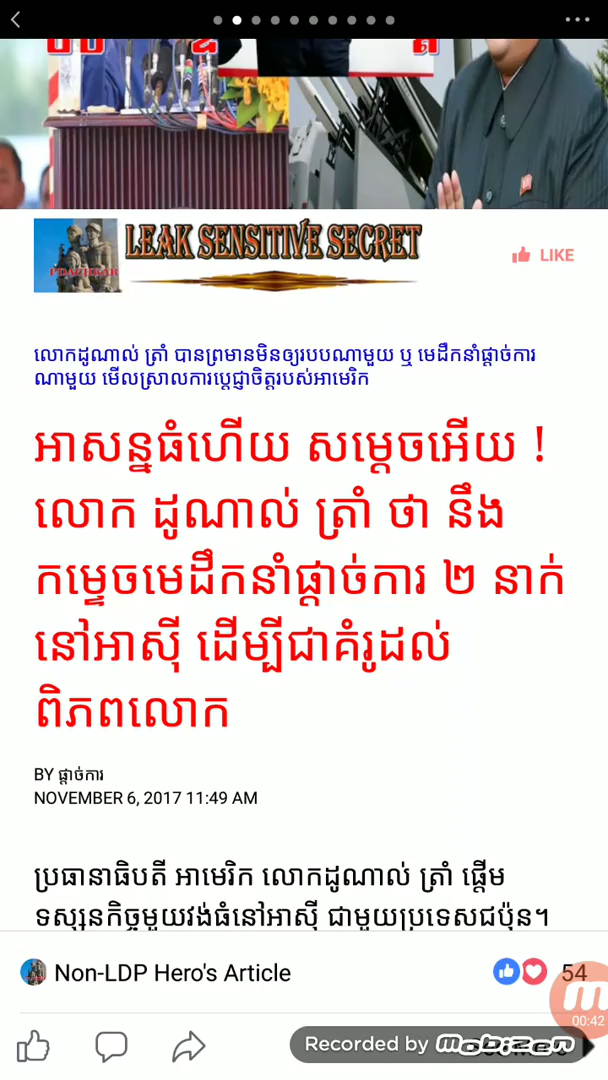 LEAK SENSITIVE SECRET
LIKE
លោកដូណាល់ ត្រាំ បានព្រមានមិនឲ្យរបបណាមួយ ឬ មេដឹកនាំផ្តាច់ការ
ណាមួយ មើលស្រាលការប្តេជ្ញាចិត្តរបស់អាមេរិក
អាសន្នធំហើយ សម្តេចអើយ !
លោក ដូណាល់ ត្រាំ ថា នឹង
កម្ទេចមេដឹកនាំផ្តាច់ការ ២ នាក់
នៅអាស៊ី ដើម្បីជាគំរូដល់
ពិភពលោក
BY ផ្តាច់ការ
NOVEMBER 6, 2017 11:49 AM
ប្រធានាធិបតី អាមេរិក លោកដូណាល់ ត្រាំ ផ្តើម
ទស្សនកិច្ចមួយវង់ធំនៅអាស៊ី ជាមួយប្រទេសជប៉ុន។
Non-LDP Hero's Article
54
00:42
Recorded by Mobizen